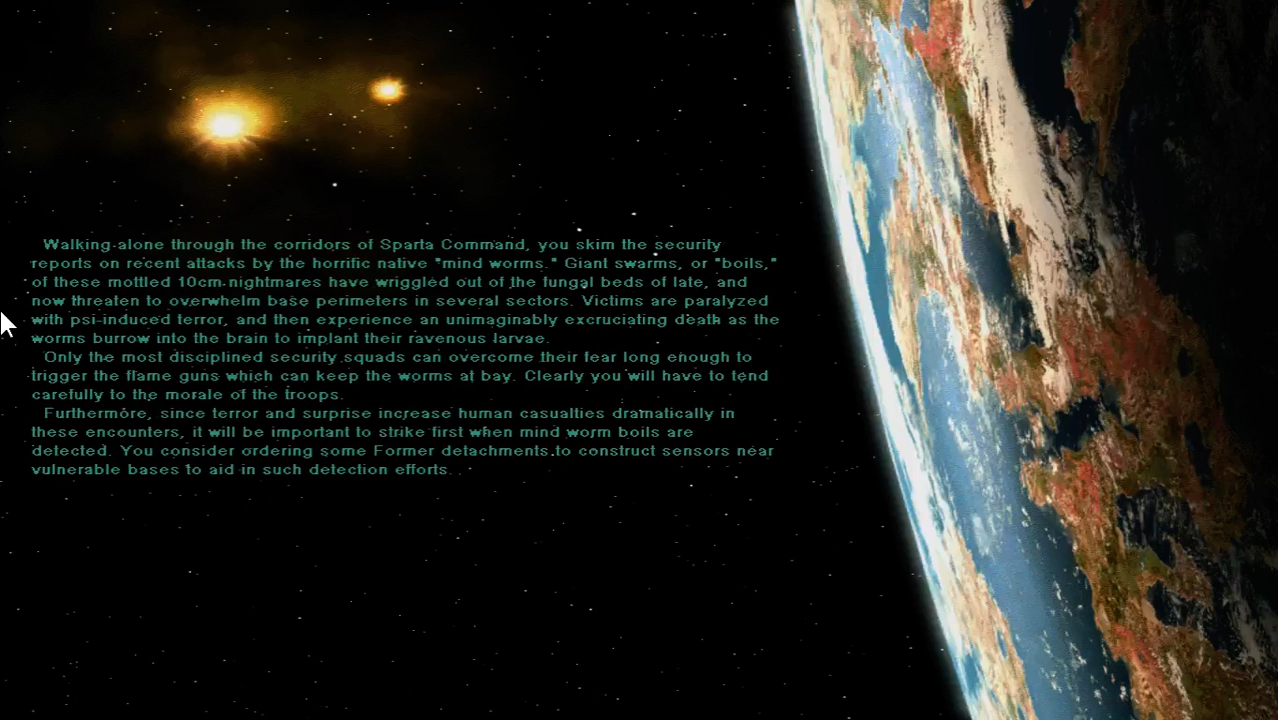 Walking alone through the corridors of Sparta Command, you skim the security
reports on recent attacks by the horrific native "mind worms." Giant swarms, or "boils,"
of these mottled 10cm nightmares have wriggled out of the fungal beds of late, and
now threaten to overwhelm base perimeters in several sectors. Victims are paralyzed
with psi-induced terror, and then experience an unimaginably excruciating death as the
worms burrow into the brain to implant their ravenous larvae.
Only the most disciplined security squads can overcome their fear long enough to
trigger the flame guns which can keep the worms at bay. Clearly you will have to tend
carefully to the morale of the troops.
Furthermore, since terror and surprise increase human casualties dramatically in
these encounters, it will be important to strike first when mind worm boils are
detected. You consider ordering some Former detachments to construct sensors near
vulnerable bases to aid in such detection efforts.